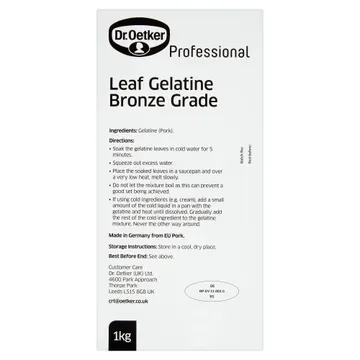 Dr.Oetker
Professional
Leaf Gelatine
Bronze Grade
Ingredients: Gelatine (Pork).
Directions:
• Soak the gelatine leaves in cold water for 5
minutes.
• Squeeze out excess water.
• Place the soaked leaves in a saucepan and over
a very low heat, melt slowly.
• Do not let the mixture boil as this can prevent a
good set being achieved.
• If using cold ingredients (e.g. cream), add a small
amount of the cold liquid in a pan with the
gelatine and heat until dissolved. Gradually add
the rest of the cold ingredient to the gelatine
mixture. Never the other way around.
Made in Germany from EU Pork.
Storage Instructions: Store in a cool, dry place.
Best Before End: See above.
Customer Care
Dr. Oetker (UK) Ltd.
4600 Park Approach
Thorpe Park
Leeds LS15 8GB UK
crt@oetker.co.uk
1kg
Batch No:
Best Before:
DE
EG